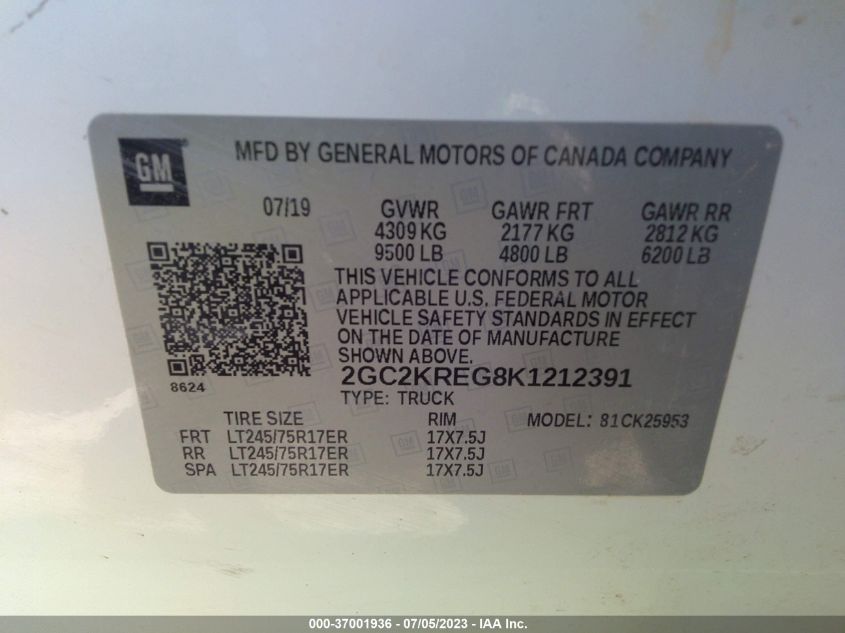 GM
MFD BY GENERAL MOTORS OF CANADA COMPANY
07/19 GVWR GAWR FRT GAWR RR
4309 KG 2177 KG 2812 KG
9500 LB 4800 LB 6200 LB
THIS VEHICLE CONFORMS TO ALL
APPLICABLE U.S. FEDERAL MOTOR
VEHICLE SAFETY STANDARDS IN EFFECT
ON THE DATE OF MANUFACTURE
SHOWN ABOVE.
8624
2GC2KREG8K1212391
TYPE: TRUCK
TIRE SIZE RIM MODEL: 81CK25953
FRT LT245/75R17ER 17X7.5J
RR LT245/75R17ER 17X7.5J
SPA LT245/75R17ER 17X7.5J
000-37001936 - 07/05/2023 - IAA Inc.